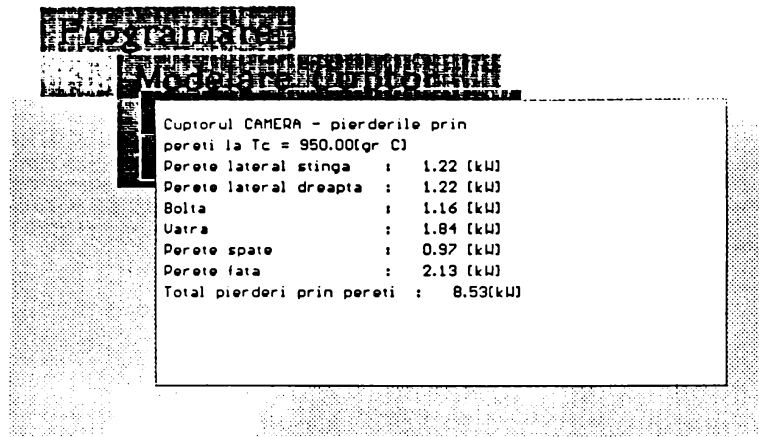 Programare
Modelare Cuptor
Cuptorul CAMERA - pierderile prin
pereti la Tc = 950.00[gr C]
Perete lateral stinga : 1.22 [kW]
Perete lateral dreapta : 1.22 [kW]
Bolta : 1.16 [kW]
Vatra : 1.84 [kW]
Perete spate : 0.97 [kW]
Perete fata : 2.13 [kW]
Total pierderi prin pereti : 8.53[kW]